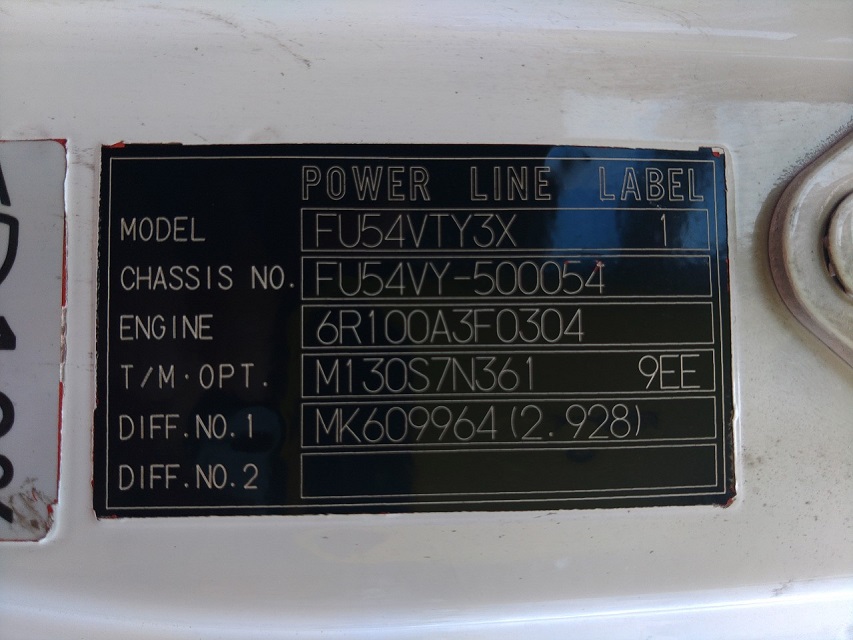 POWER LINE LABEL
MODEL FU54VTY3X 1
CHASSIS NO. FU54VY-500054
ENGINE 6R100A3F0304
T/M·OPT. M130S7N361 9EE
DIFF.NO.1 MK609964(2.928)
DIFF.NO.2